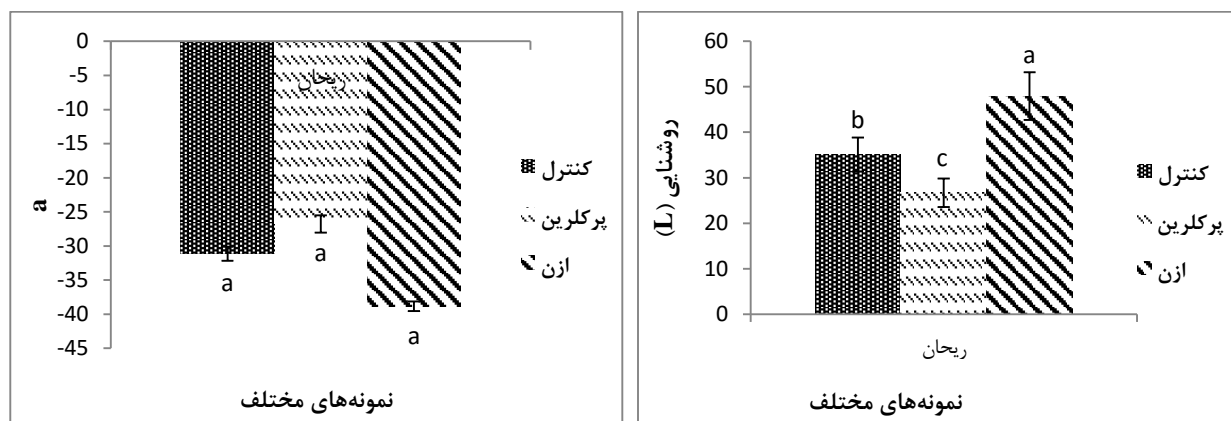 0
-5
-10
-15
-20
-25
-30
-35
-40
-45
a
ریحان
a
a
a
کنترل
پرکلرین
ازن
نمونه‌های مختلف
60
50
40
30
20
10
0
روشنایی (L)
b
c
a
ریحان
کنترل
پرکلرین
ازن
نمونه‌های مختلف